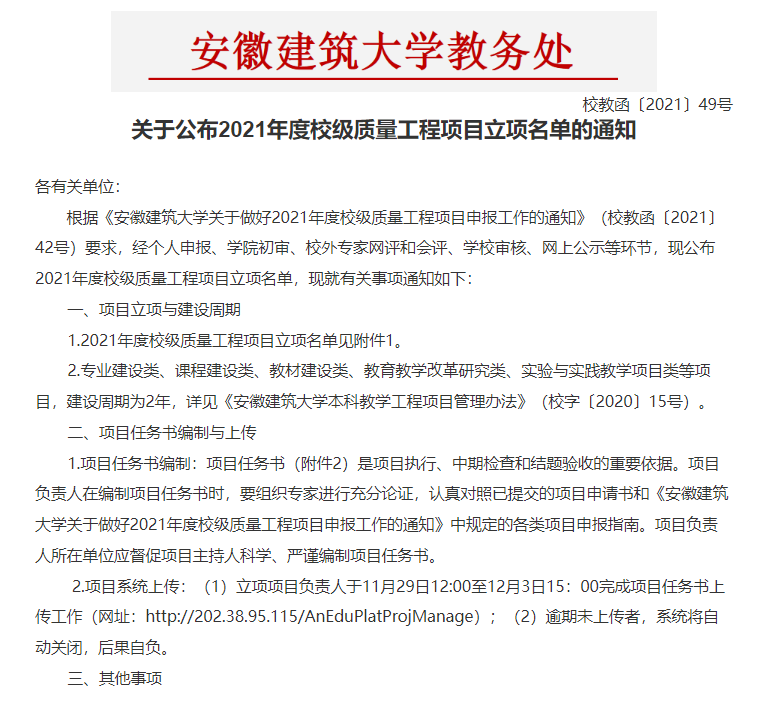 安徽建筑大学教务处
校教函〔2021〕49号
关于公布2021年度校级质量工程项目立项名单的通知
各有关单位：
根据《安徽建筑大学关于做好2021年度校级质量工程项目申报工作的通知》（校教函〔2021〕
42号）要求，经个人申报、学院初审、校外专家网评和会评、学校审核、网上公示等环节，现公布
2021年度校级质量工程项目立项名单，现就有关事项通知如下：
一、项目立项与建设周期
1.2021年度校级质量工程项目立项名单见附件1。
2.专业建设类、课程建设类、教材建设类、教育教学改革研究类、实验与实践教学项目类等项
目，建设周期为2年，详见《安徽建筑大学本科教学工程项目管理办法》（校字〔2020〕15号）。
二、项目任务书编制与上传
1.项目任务书编制：项目任务书（附件2）是项目执行、中期检查和结题验收的重要依据。项目
负责人在编制项目任务书时，要组织专家进行充分论证，认真对照已提交的项目申请书和《安徽建筑
大学关于做好2021年度校级质量工程项目申报工作的通知》中规定的各类项目申报指南。项目负责
人所在单位应督促项目主持人科学、严谨编制项目任务书。
2.项目系统上传：（1）立项项目负责人于11月29日12:00至12月3日15：00完成项目任务书上
传工作（网址：http://202.38.95.115/AnEduPlatProjManage）；（2）逾期未上传者，系统将自
动关闭，后果自负。
三、其他事项